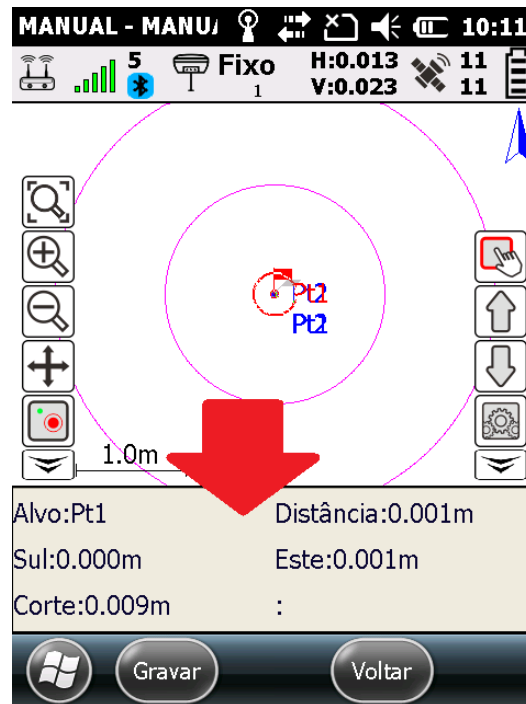 MANUAL - MANU 10:11
5 Fixo H:0.013 11
1 V:0.023 11
Pt2
Pt2
1.0m
Alvo:Pt1 Distância:0.001m
Sul:0.000m Este:0.001m
Corte:0.009m :
Gravar Voltar